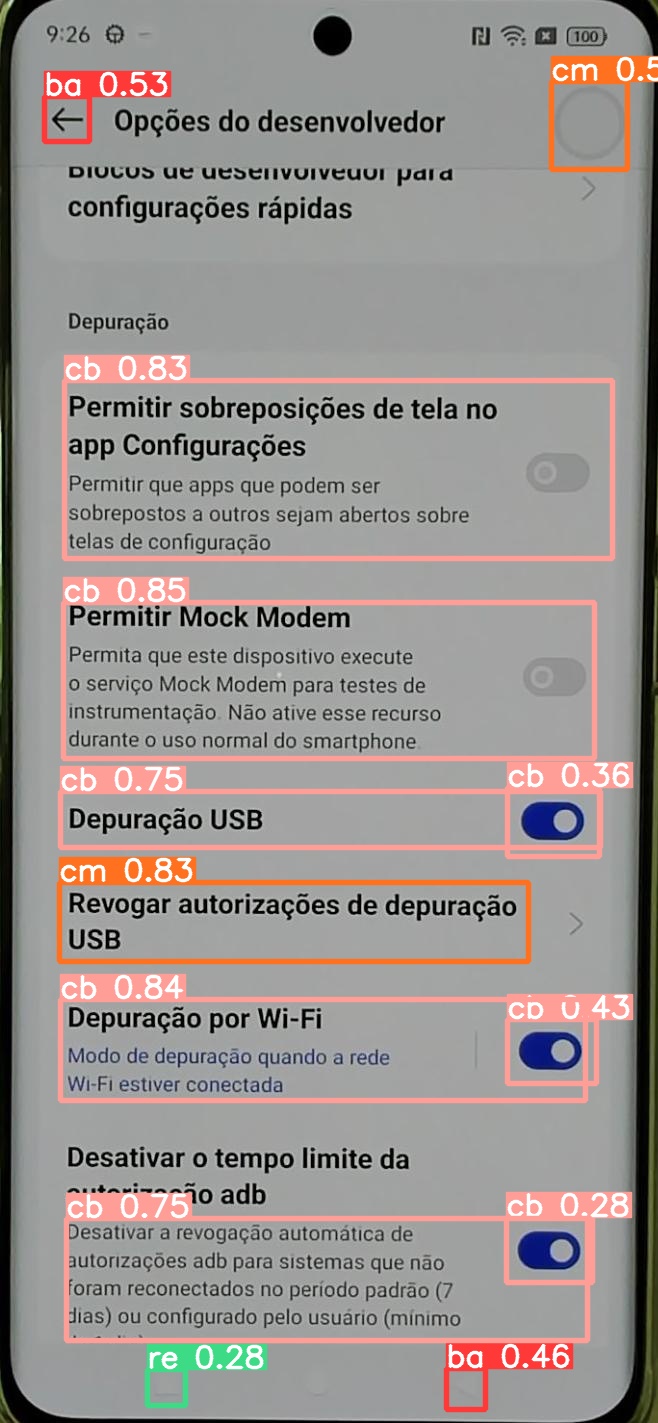 9:26
100
ba 0.53
cm 0.5
Opções do desenvolvedor
Blocos de desenvolvedor para
configurações rápidas
Depuração
cb 0.83
Permitir sobreposições de tela no
app Configurações
Permitir que apps que podem ser
sobrepostos a outros sejam abertos sobre
telas de configuração
cb 0.85
Permitir Mock Modem
Permita que este dispositivo execute
o serviço Mock Modem para testes de
instrumentação. Não ative esse recurso
durante o uso normal do smartphone.
cb 0.75
cb 0.36
Depuração USB
cm 0.83
Revogar autorizações de depuração
USB
cb 0.84
cb 0.43
Depuração por Wi-Fi
Modo de depuração quando a rede
Wi-Fi estiver conectada
Desativar o tempo limite da
autorização adb
cb 0.75
cb 0.28
Desativar a revogação automática de
autorizações adb para sistemas que não
foram reconectados no período padrão (7
dias) ou configurado pelo usuário (mínimo
re 0.28
ba 0.46